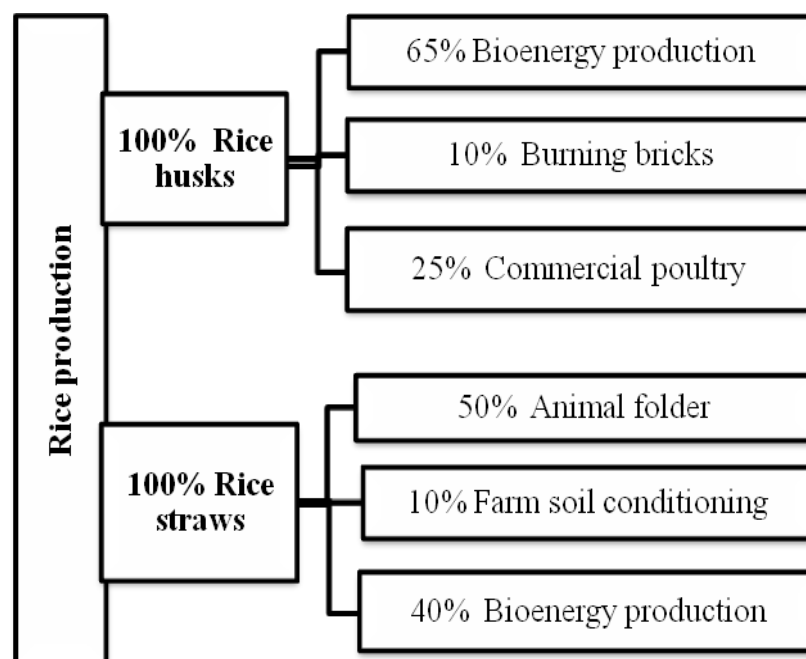 Rice production
100% Rice
husks
65% Bioenergy production
10% Burning bricks
25% Commercial poultry
100% Rice
straws
50% Animal folder
10% Farm soil conditioning
40% Bioenergy production